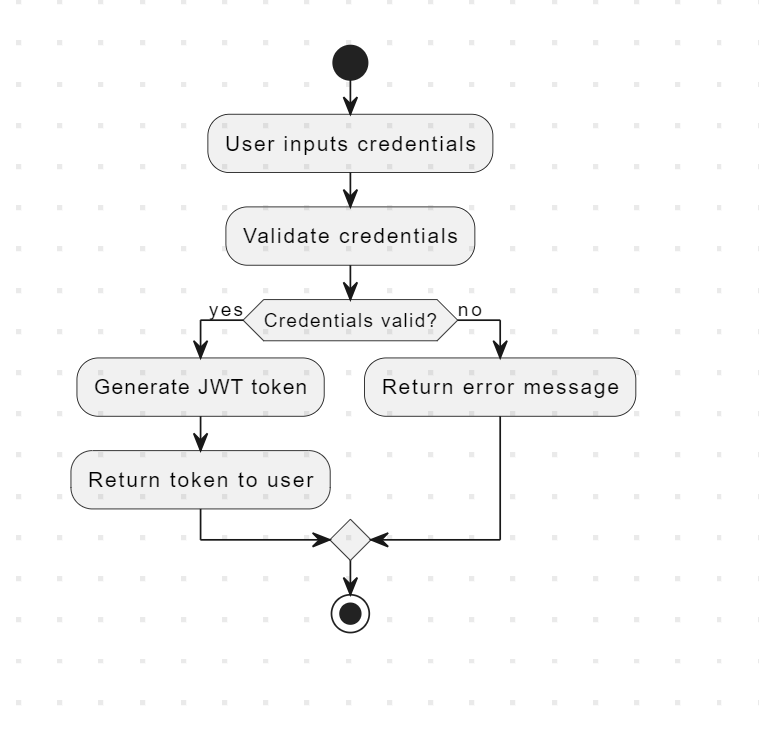 User inputs credentials
Validate credentials
yes
Credentials valid?
no
Generate JWT token
Return error message
Return token to user